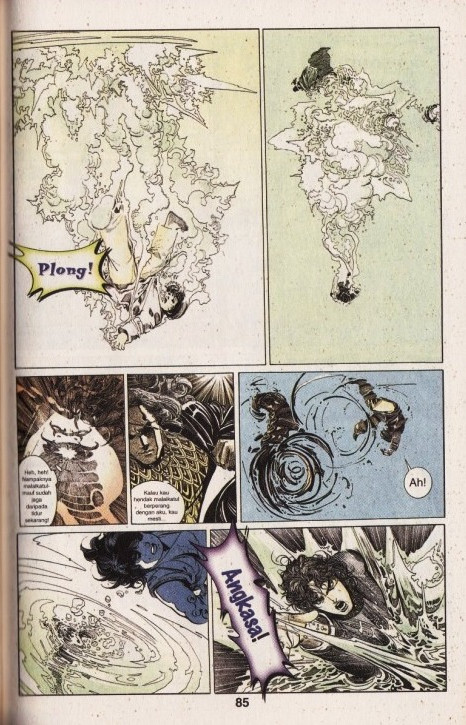 Plong!
Heh, heh!
Nampaknya
malaikatul-
maut sudah
jaga
daripada
tidur
sekarang!
Kalau kau
hendak malaikatul
berperang
dengan aku, kau
mesti...
Ah!
Angkasa!
85